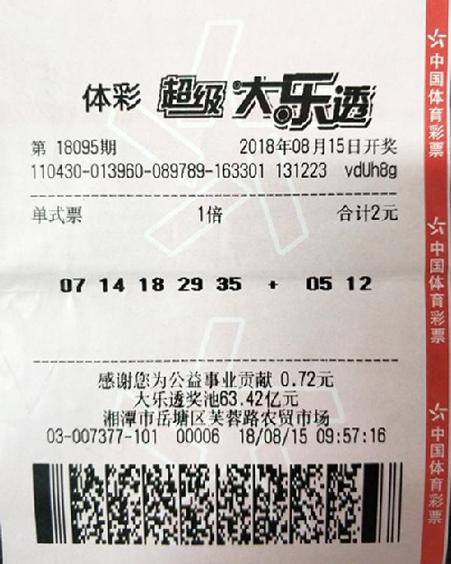 体彩 超级大乐透
第 18095期 2018年08月15日开奖
110430-013960-089789-163301 131223 vdUh8g
单式票 1倍 合计2元
07 14 18 29 35 + 05 12
感谢您为公益事业贡献 0.72元
大乐透奖池63.42亿元
湘潭市岳塘区芙蓉路农贸市场
03-007377-101 00006 18/08/15 09:57:16
中国体育彩票
中国体育彩票
中国体育彩票